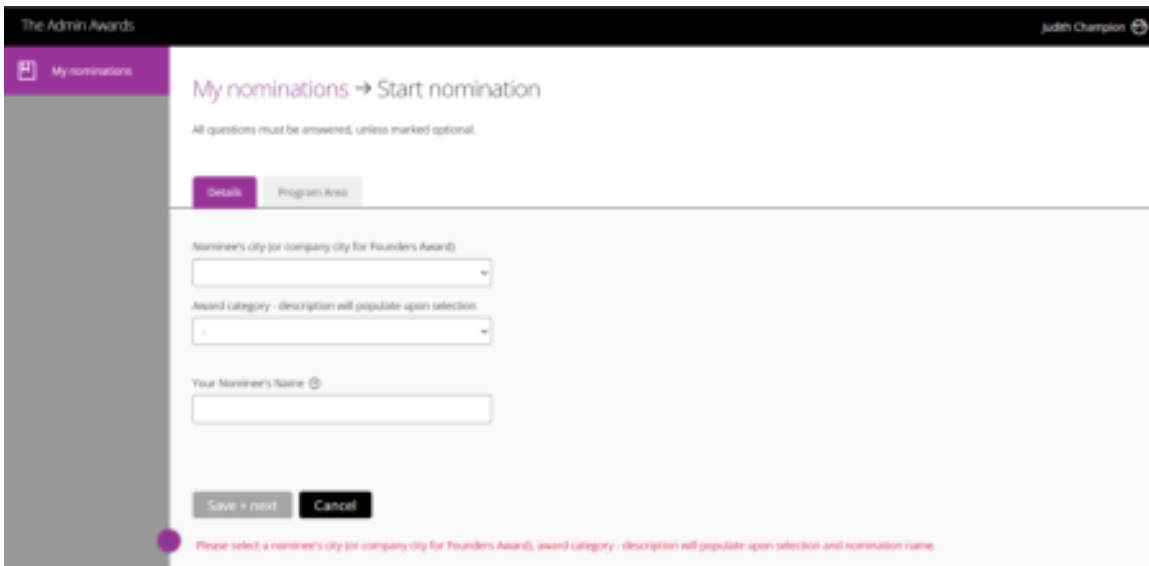 The Admin Awards
Judith Champion
My nominations
My nominations → Start nomination
All questions must be answered, unless marked optional.
Details
Program Area
Nominee's city (or company city for Founders Award)
Award category - description will populate upon selection
-
Your Nominee's Name
Save + next
Cancel
Please select a nominee's city (or company city for Founders Award), award category - description will populate upon selection and nomination name.